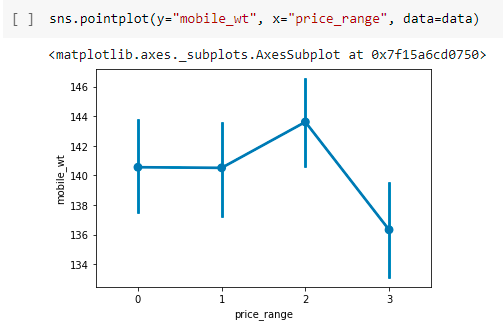 [ ] sns.pointplot(y="mobile_wt", x="price_range", data=data)
<matplotlib.axes._subplots.AxesSubplot at 0x7f15a6cd0750>
146
144
142
140
138
136
134
mobile_wt
0 1 2 3
price_range